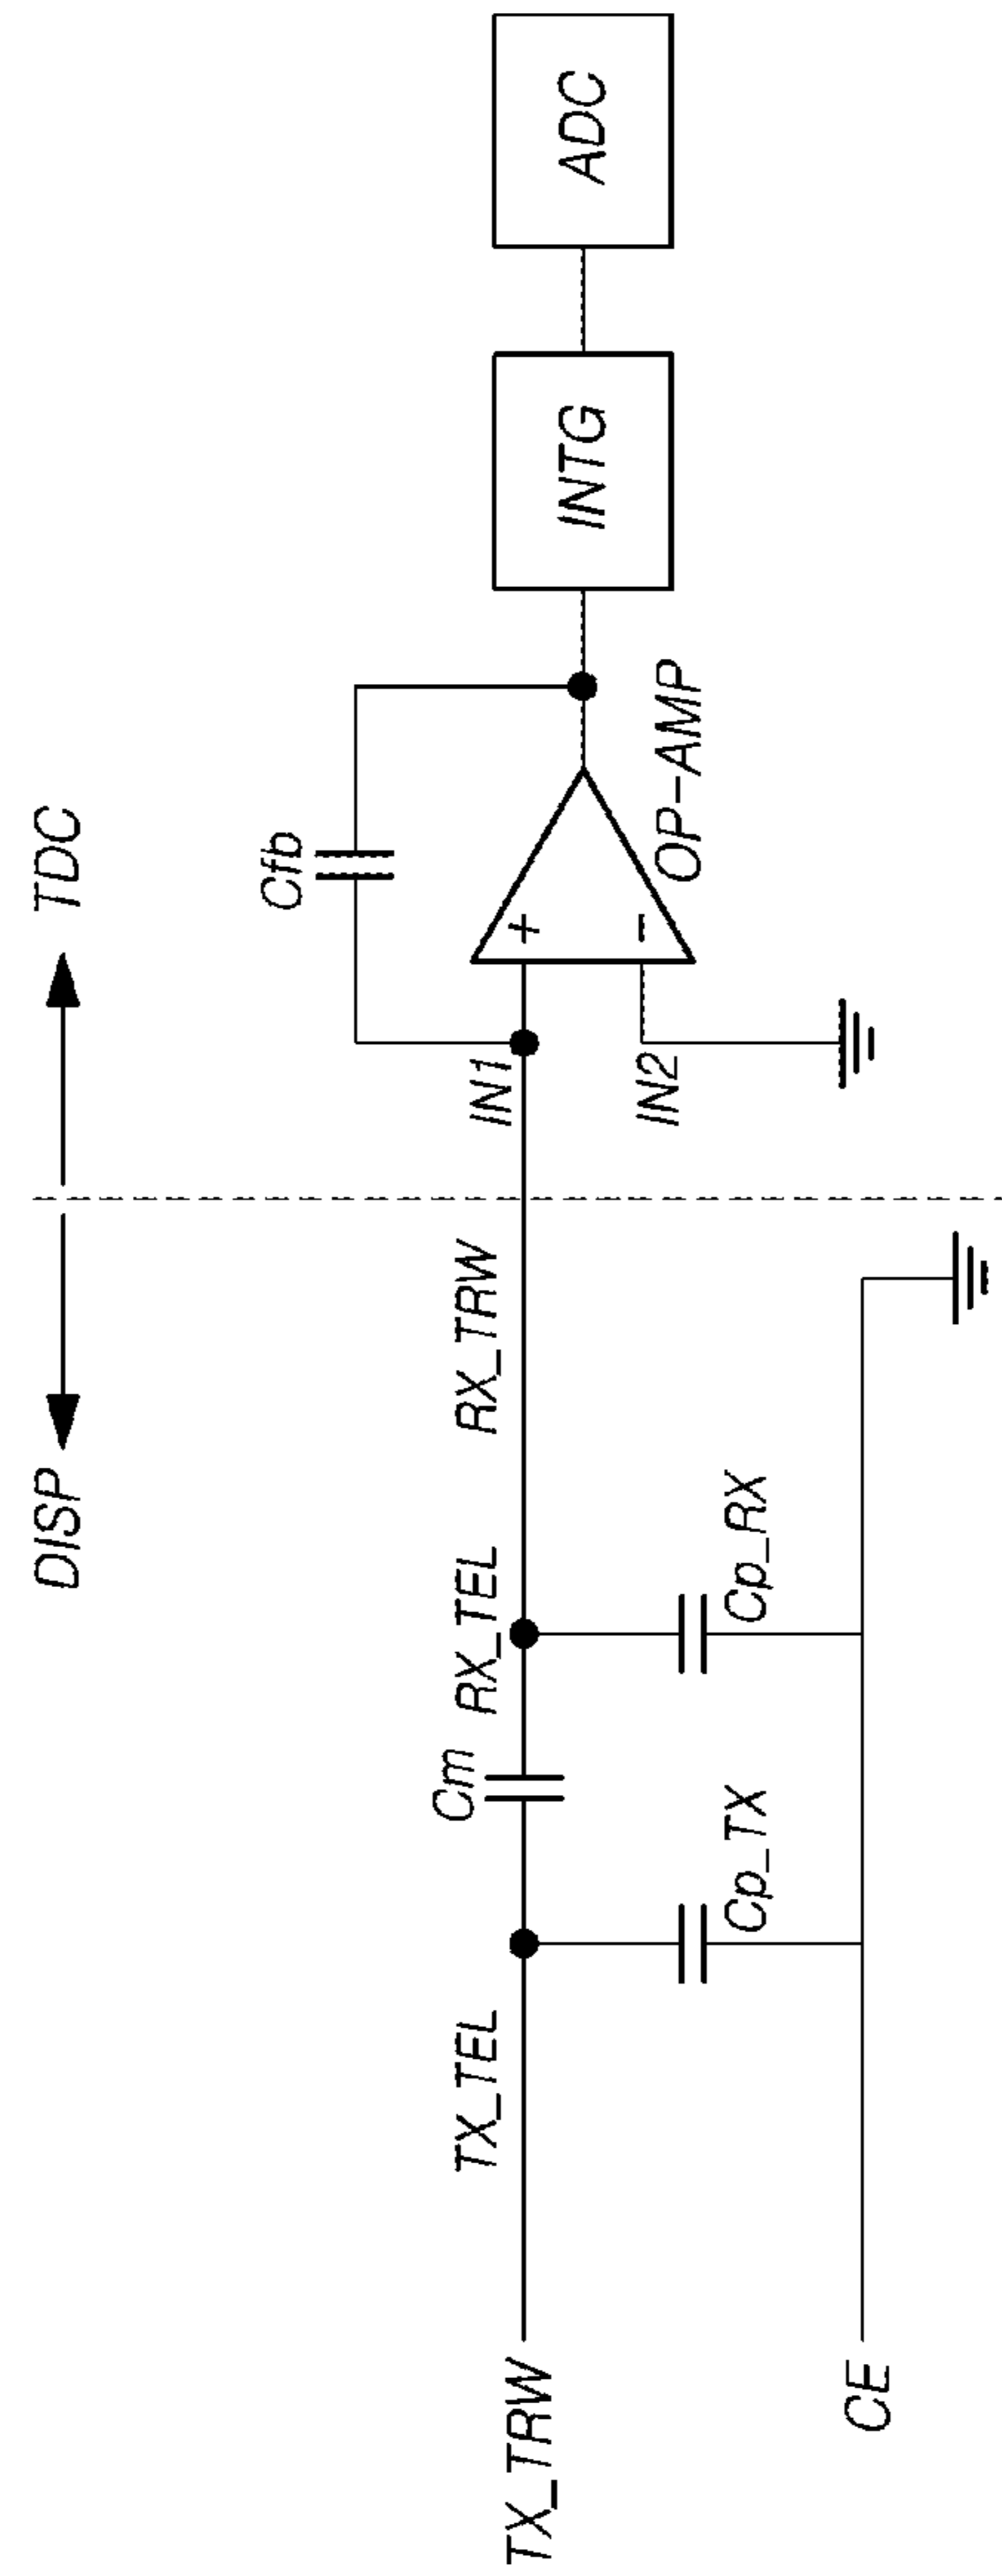 DISP
TDC
Cfb
TX_TRW
TX_TEL
Cm
RX_TEL
RX_TRW
IN1
+
INTG
ADC
IN2
−
OP-AMP
Cp_TX
Cp_RX
CE